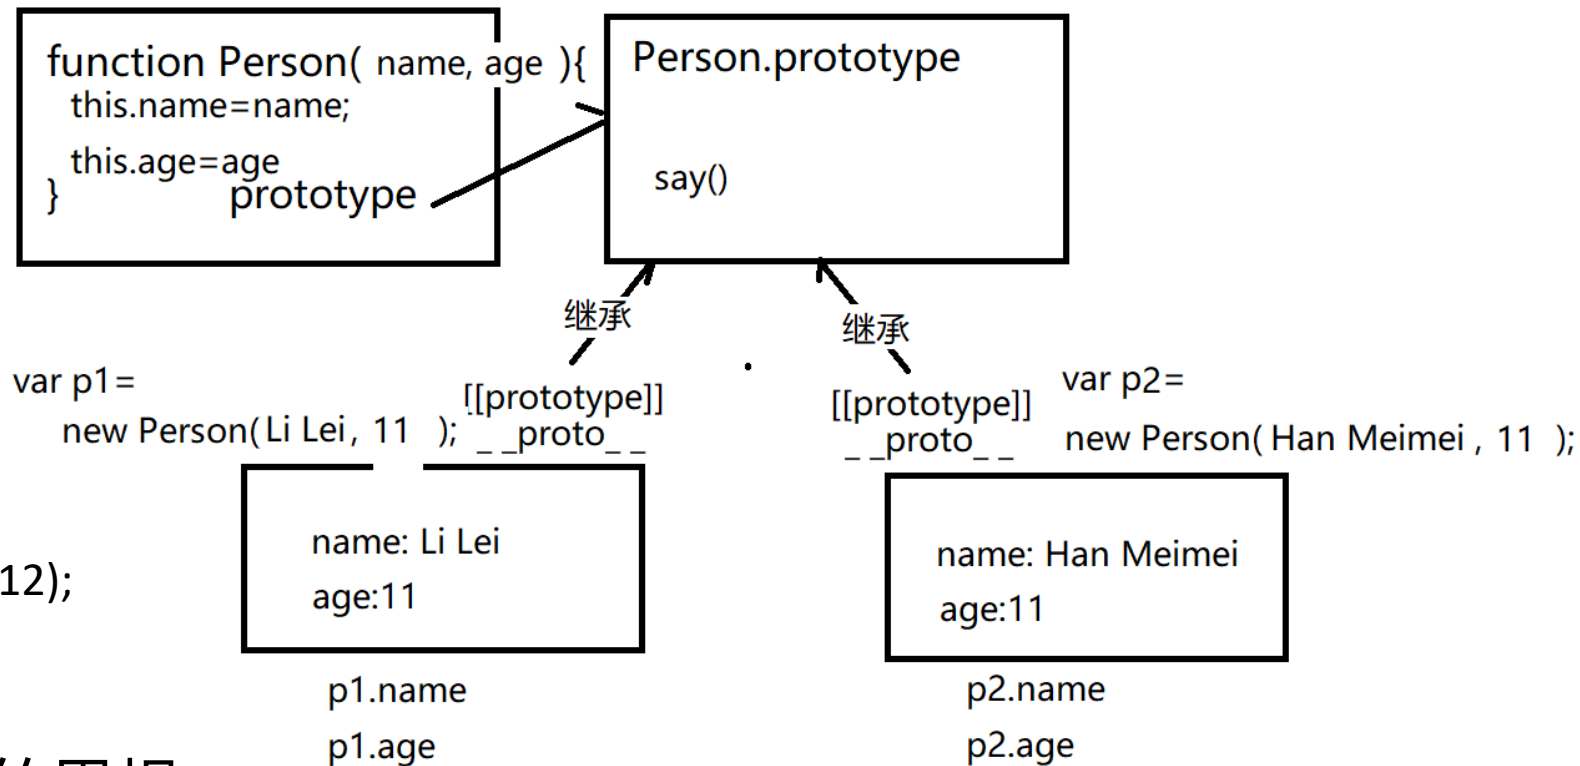 function Person( name, age ){
this.name=name;
this.age=age
}
prototype
Person.prototype
say()
继承
继承
var p1=
new Person( Li Lei, 11 );
[[prototype]]
_ _proto_ _
[[prototype]]
_ _proto_ _
var p2=
new Person( Han Meimei , 11 );
name: Li Lei
age:11
name: Han Meimei
age:11
12);
p1.name
p1.age
p2.name
p2.age